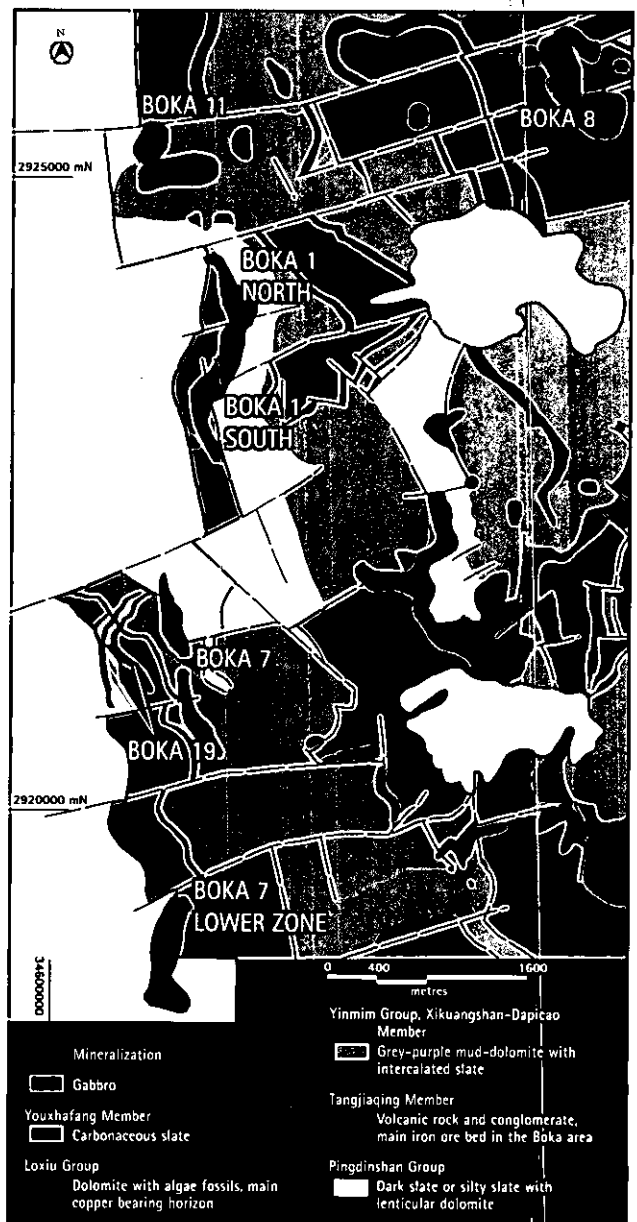 N
BOKA 11
BOKA 8
2925000 mN
BOKA 1
NORTH
BOKA 1
SOUTH
BOKA 7
BOKA 19
2920000 mN
BOKA 7
LOWER ZONE
34600000
0 400 1600
metres
Mineralization
Gabbro
Youxhafang Member
Carbonaceous slate
Loxiu Group
Dolomite with algae fossils, main
copper bearing horizon
Yinmim Group, Xikuangshan-Dapicao
Member
Grey-purple mud-dolomite with
intercalated slate
Tangjiaqing Member
Volcanic rock and conglomerate,
main iron ore bed in the Boka area
Pingdinshan Group
Dark slate or silty slate with
lenticular dolomite